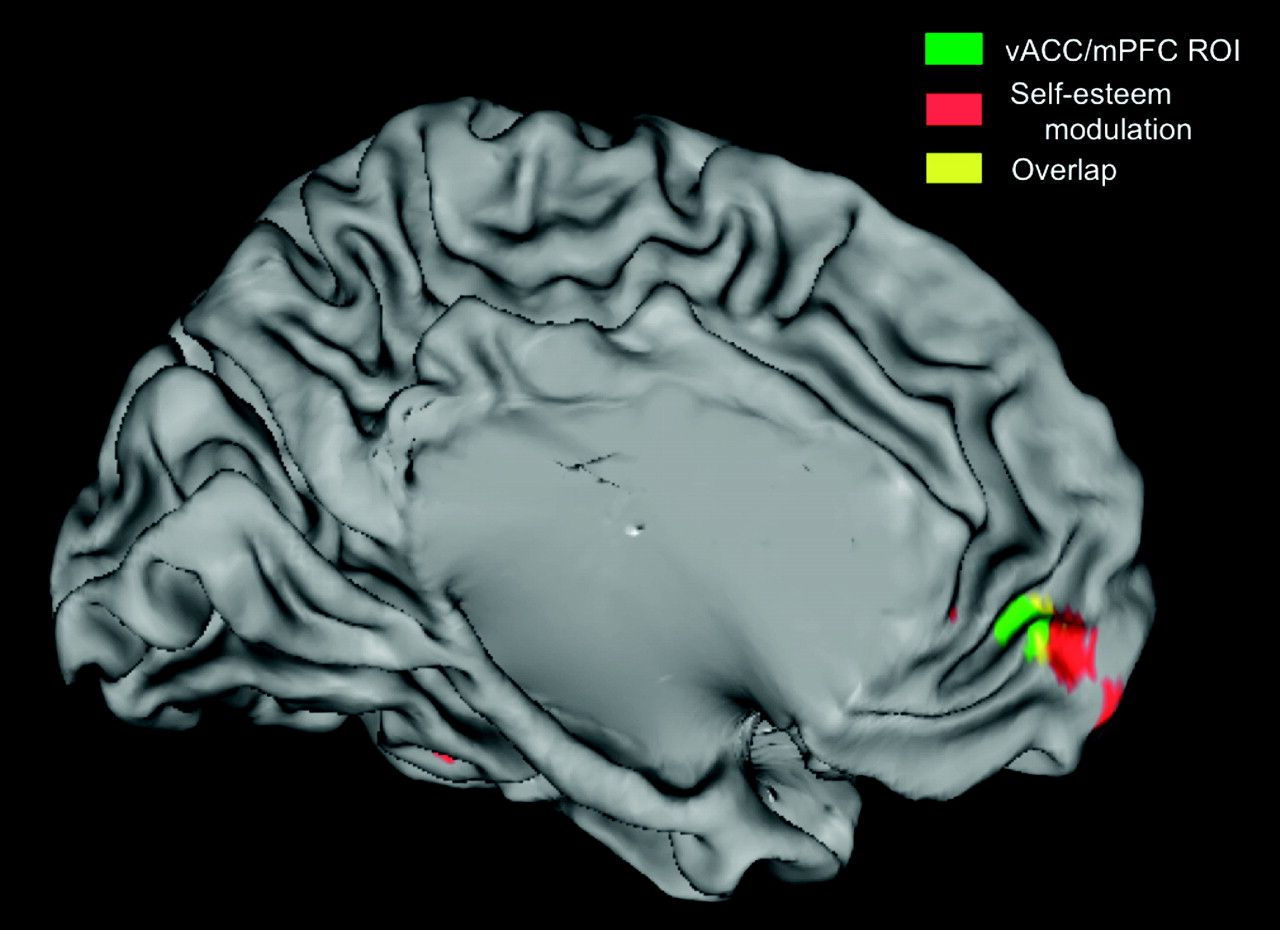 vACC/mPFC ROI
Self-esteem
modulation
Overlap